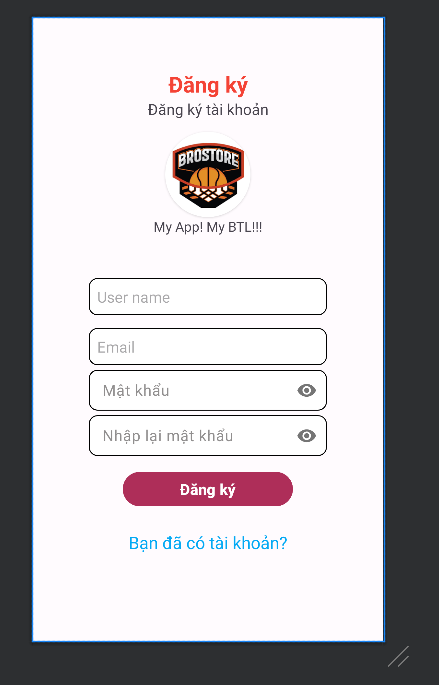 Đăng ký
Đăng ký tài khoản
BROSTORE
My App! My BTL!!!
User name
Email
Mật khẩu
Nhập lại mật khẩu
Đăng ký
Bạn đã có tài khoản?